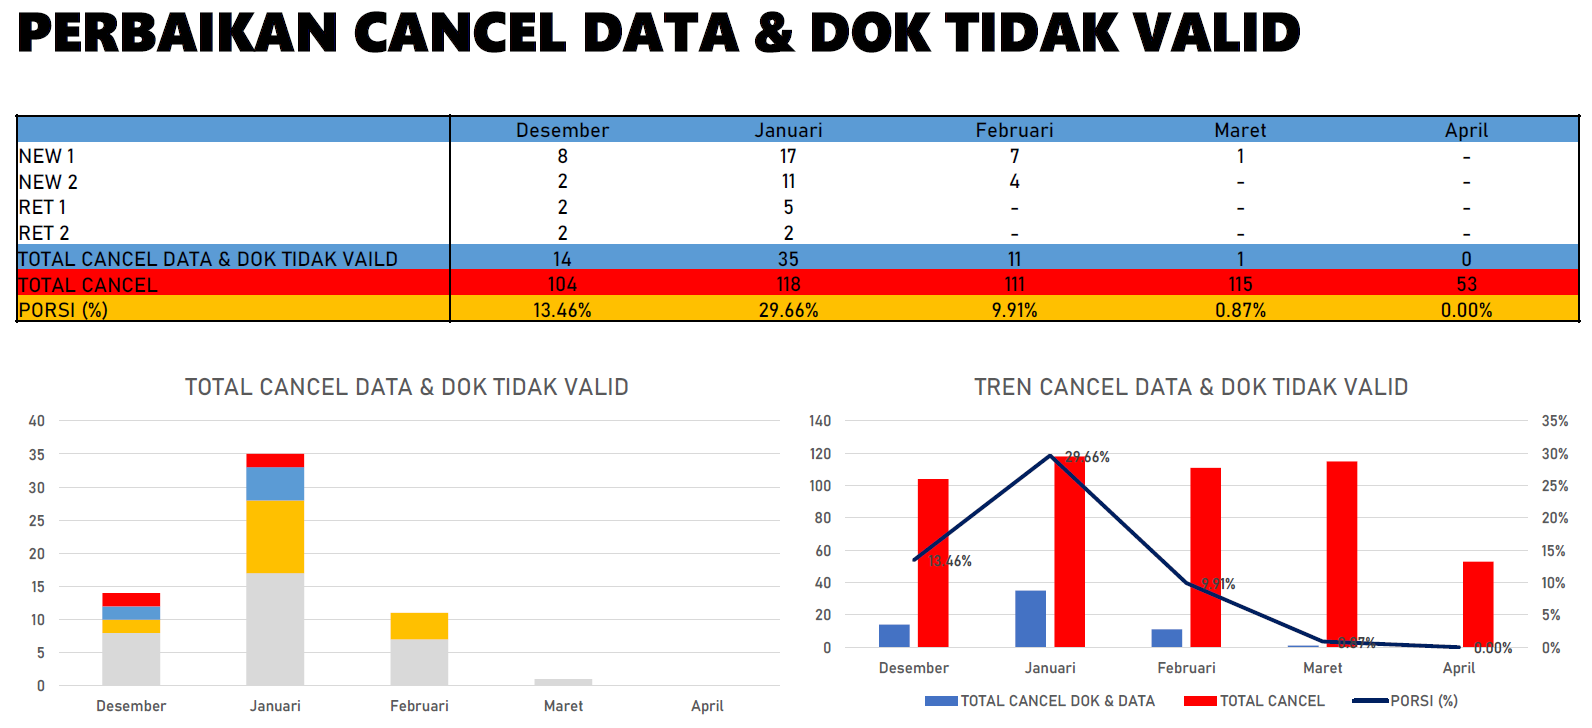 PERBAIKAN CANCEL DATA & DOK TIDAK VALID
Desember Januari Februari Maret April
NEW 1 8 17 7 1 -
NEW 2 2 11 4 - -
RET 1 2 5 - - -
RET 2 2 2 - - -
TOTAL CANCEL DATA & DOK TIDAK VAILD 14 35 11 1 0
TOTAL CANCEL 104 118 111 115 53
PORSI (%) 13.46% 29.66% 9.91% 0.87% 0.00%
TOTAL CANCEL DATA & DOK TIDAK VALID
40
35
30
25
20
15
10
5
0
Desember Januari Februari Maret April
TREN CANCEL DATA & DOK TIDAK VALID
140 35%
120 30%
100 25%
80 20%
60 15%
40 10%
20 5%
0 0%
13.46%
29.66%
9.91%
0.87%
0.00%
Desember Januari Februari Maret April
TOTAL CANCEL DOK & DATA TOTAL CANCEL PORSI (%)